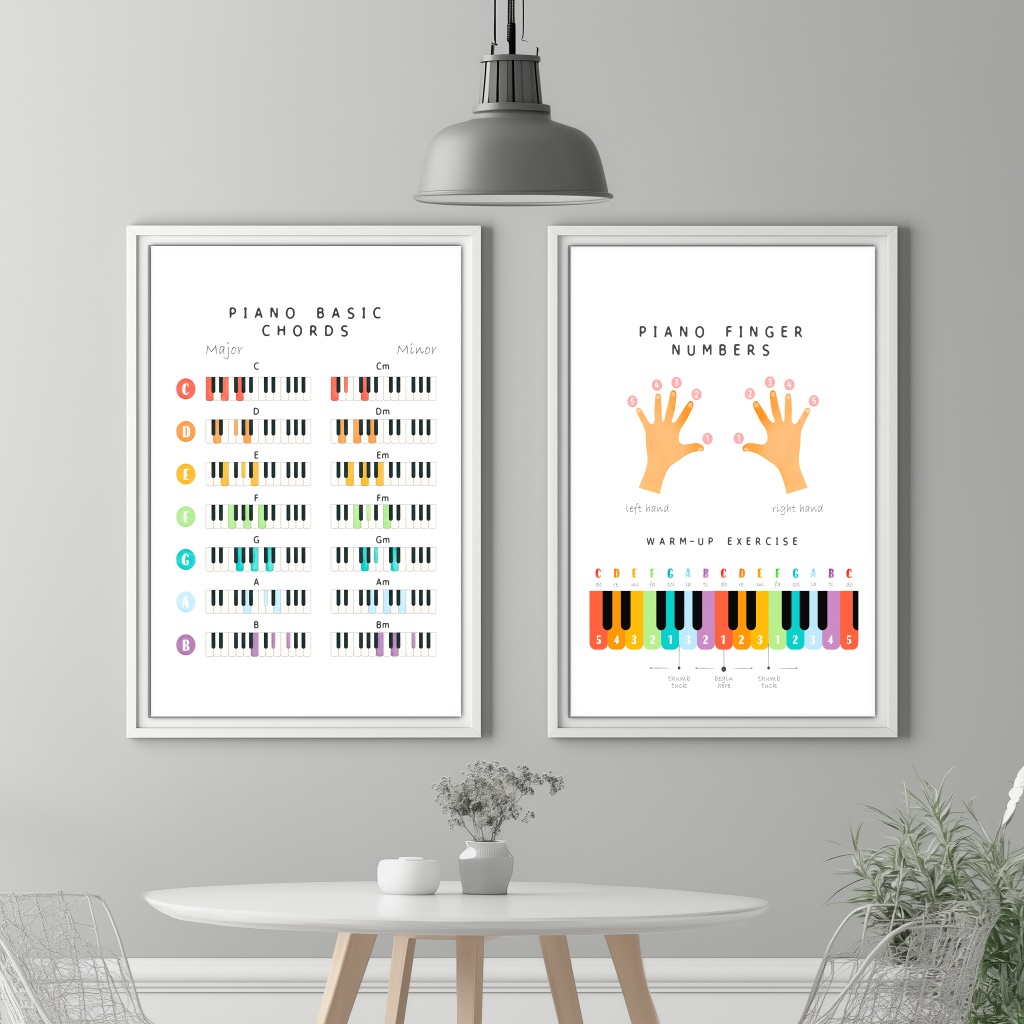 PIANO BASIC
CHORDS
Major Minor
C Cm
C
D Dm
D
E Em
E
F Fm
F
G Gm
G
A Am
A
B Bm
B
PIANO FINGER
NUMBERS
5 4 3 2 1
1 2 3 4 5
left hand right hand
WARM-UP EXERCISE
C D E F G A B C D E F G A B C
do re mi fa sol la ti do re mi fa sol la ti do
5 4 3 2 1 3 2 1 2 3 1 2 3 4 5
thumb tuck
begin here
thumb tuck